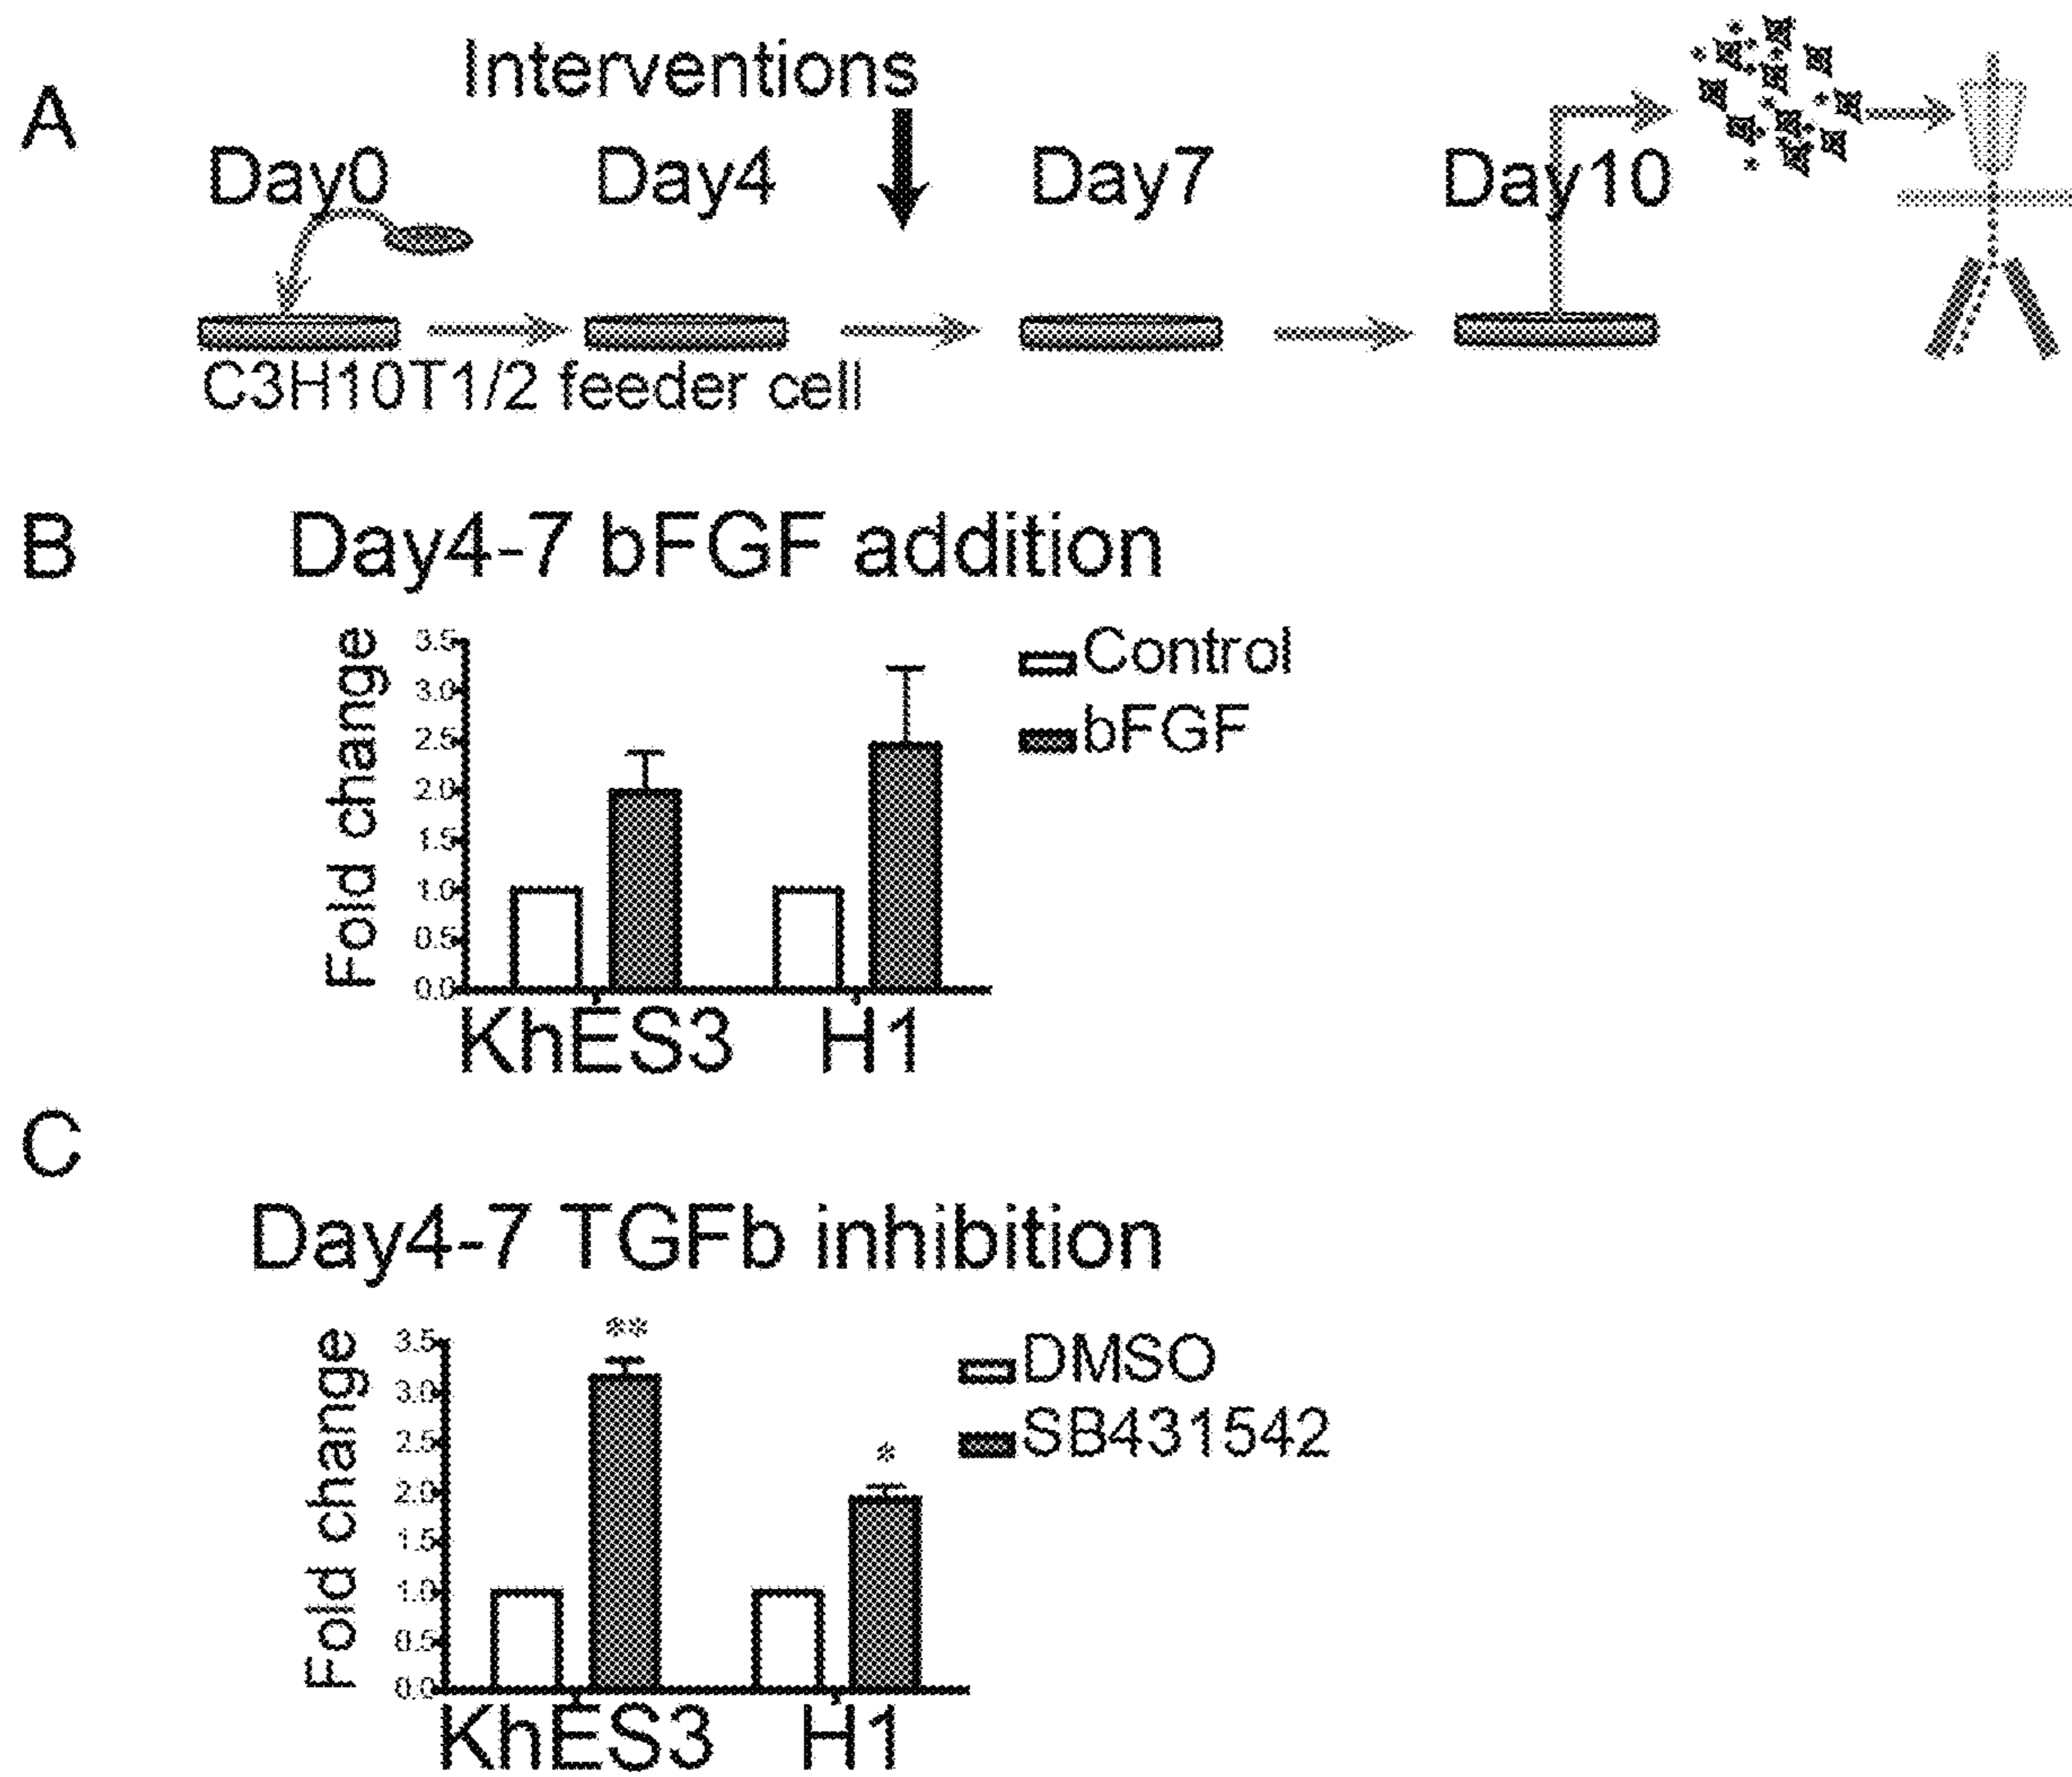 A
Interventions
Day0 Day4 Day7 Day10
C3H10T1/2 feeder cell
B
Day4-7 bFGF addition
Fold change
3.5
3.0
2.5
2.0
1.5
1.0
0.5
0.0
Control
bFGF
KhES3 H1
C
Day4-7 TGFb inhibition
Fold change
3.5
3.0
2.5
2.0
1.5
1.0
0.5
0.0
**
*
DMSO
SB431542
KhES3 H1